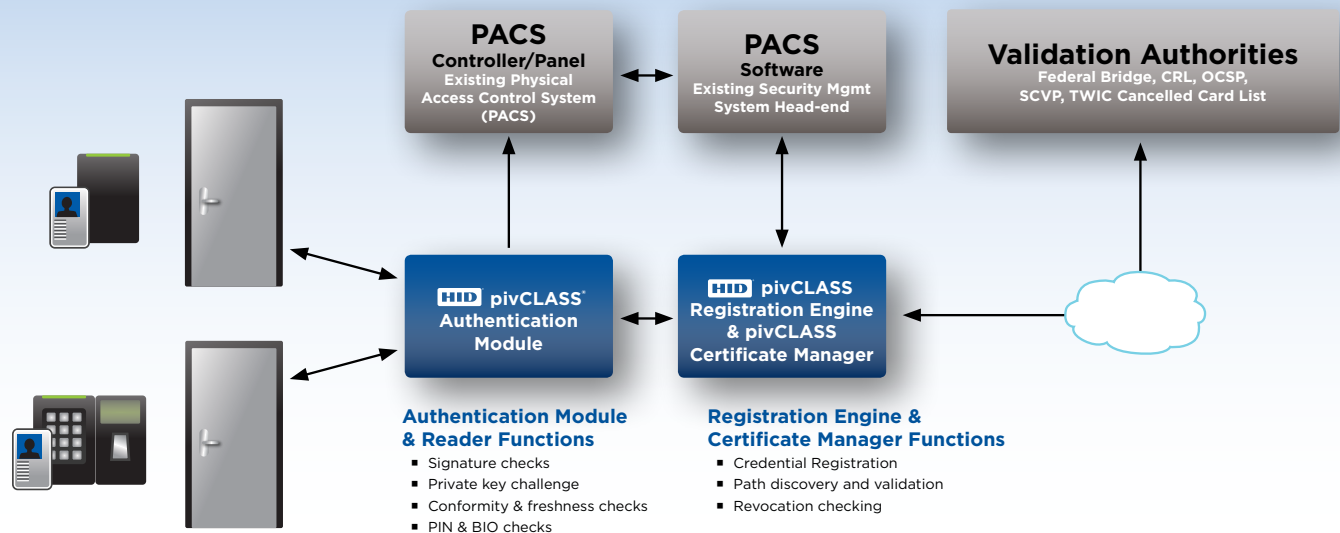 PACS
Controller/Panel
Existing Physical
Access Control System
(PACS)
PACS
Software
Existing Security Mgmt
System Head-end
Validation Authorities
Federal Bridge, CRL, OCSP,
SCVP, TWIC Cancelled Card List
HID pivCLASS®
Authentication
Module
HID pivCLASS
Registration Engine
& pivCLASS
Certificate Manager
Authentication Module
& Reader Functions
▪ Signature checks
▪ Private key challenge
▪ Conformity & freshness checks
▪ PIN & BIO checks
Registration Engine &
Certificate Manager Functions
▪ Credential Registration
▪ Path discovery and validation
▪ Revocation checking